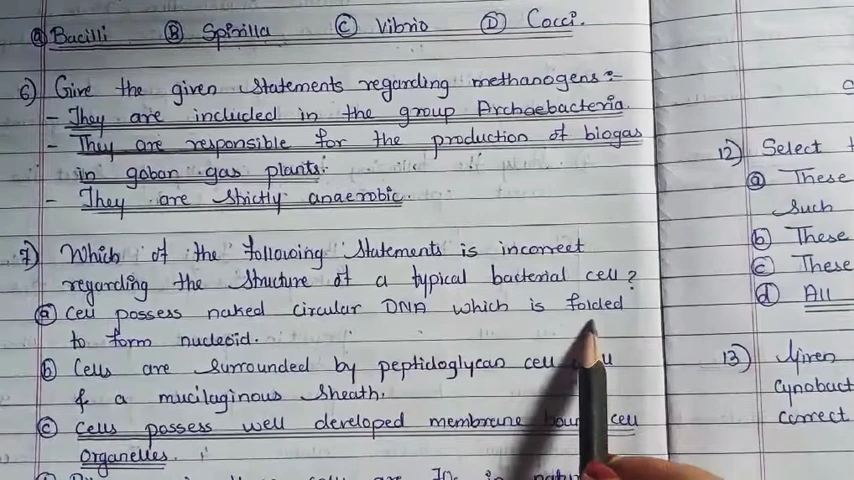 ⓐ Bacilli Ⓑ Spirilla Ⓒ Vibrio Ⓓ Cocci.
6) Give the given statements regarding methanogens:-
- They are included in the group Archaebacteria.
- They are responsible for the production of biogas
in gobar gas plants.
- They are strictly anaerobic.
7) Which of the following statements is incorrect
regarding the structure of a typical bacterial cell?
ⓐ Cell possess naked circular DNA which is folded
to form nucleoid.
ⓑ Cells are surrounded by peptidoglycan cell
& a mucilaginous sheath.
ⓒ Cells possess well developed membrane cell
organelles.
are 70s in
12) Select
ⓐ These
such
ⓑ These
ⓒ These
ⓓ All
13) Given
cynobact
correct